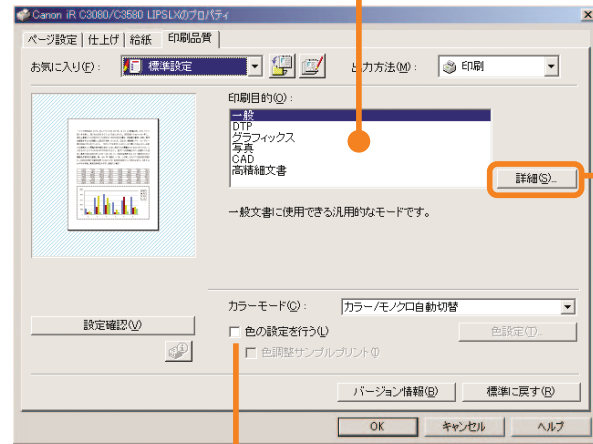 Canon iR C3080/C3580 LIPSLXのプロパティ
ページ設定 仕上げ 給紙 印刷品質
お気に入り(F)： 標準設定 出力方法(M)： 印刷
印刷目的(O)：
一般
DTP
グラフィックス
写真
CAD
高精細文書
詳細(S)...
一般文書に使用できる汎用的なモードです。
カラーモード(C)： カラー/モノクロ自動切替
設定確認(V)
色の設定を行う(L) 色設定(T)...
色調整サンプルプリント(I)
バージョン情報(B) 標準に戻す(R)
OK キャンセル ヘルプ